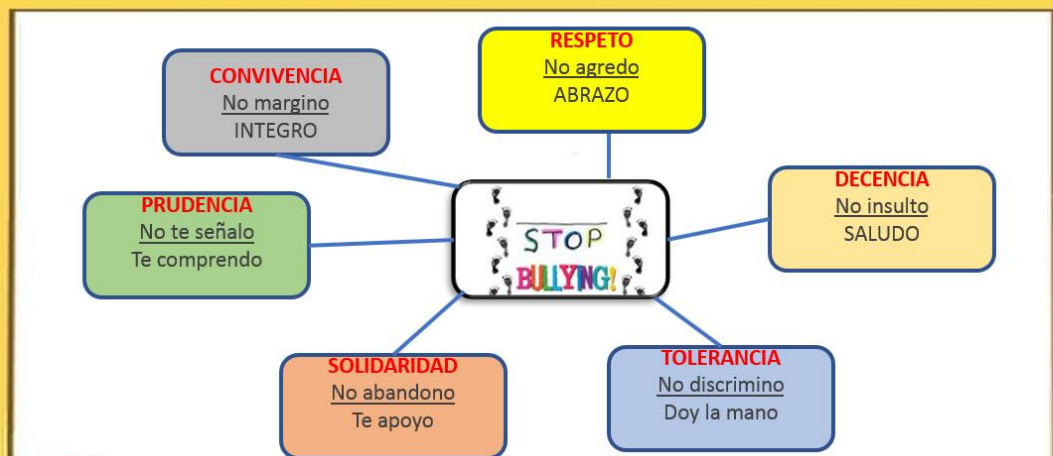 RESPETO
No agredo
ABRAZO
CONVIVENCIA
No margino
INTEGRO
DECENCIA
No insulto
SALUDO
PRUDENCIA
No te señalo
Te comprendo
STOP
BULLYING!
SOLIDARIDAD
No abandono
Te apoyo
TOLERANCIA
No discrimino
Doy la mano